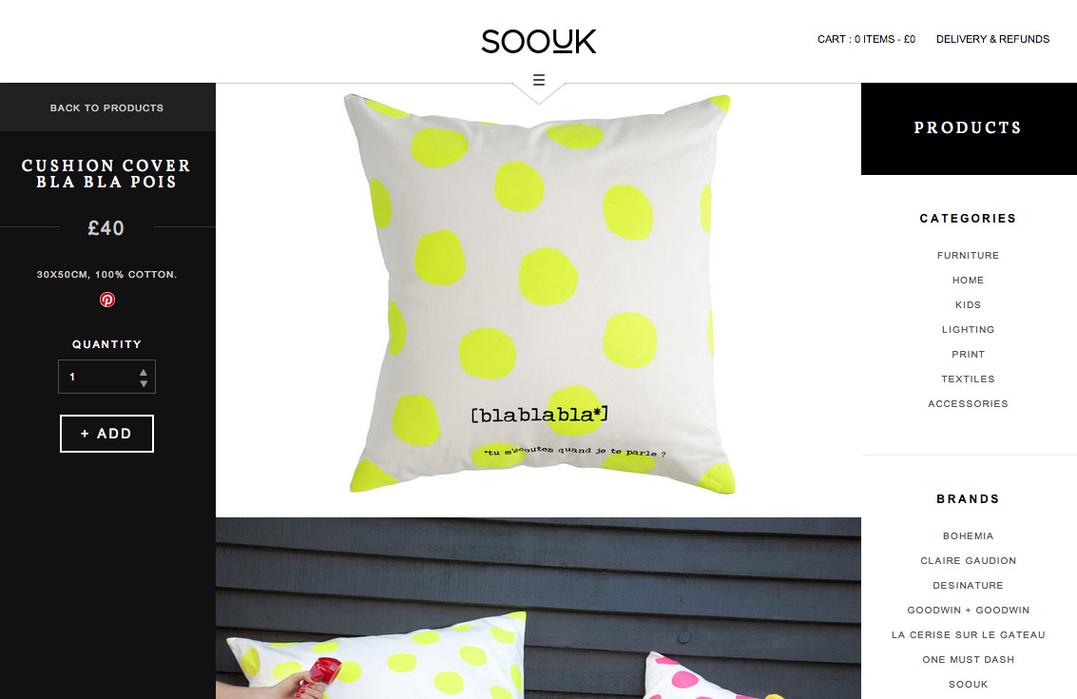 SOOUK
CART : 0 ITEMS - £0
DELIVERY & REFUNDS
BACK TO PRODUCTS
CUSHION COVER
BLA BLA POIS
£40
30X50CM, 100% COTTON.
QUANTITY
1
+ ADD
[blablabla*]
*tu m'écoutes quand je te parle ?
PRODUCTS
CATEGORIES
FURNITURE
HOME
KIDS
LIGHTING
PRINT
TEXTILES
ACCESSORIES
BRANDS
BOHEMIA
CLAIRE GAUDION
DESINATURE
GOODWIN + GOODWIN
LA CERISE SUR LE GATEAU
ONE MUST DASH
SOOUK